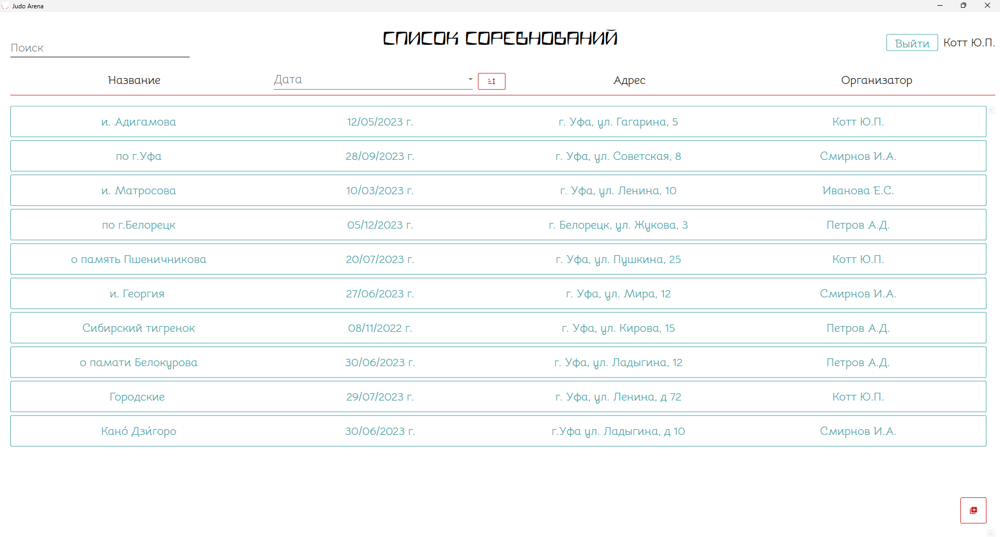 Judo Arena
СПИСОК СОРЕВНОВАНИЙ
Поиск
Выйти Котт Ю.П.
Название Дата Адрес Организатор
и. Адигамова 12/05/2023 г. г. Уфа, ул. Гагарина, 5 Котт Ю.П.
по г.Уфа 28/09/2023 г. г. Уфа, ул. Советская, 8 Смирнов И.А.
и. Матросова 10/03/2023 г. г. Уфа, ул. Ленина, 10 Иванова Е.С.
по г.Белорецк 05/12/2023 г. г. Белорецк, ул. Жукова, 3 Петров А.Д.
о память Пшеничникова 20/07/2023 г. г. Уфа, ул. Пушкина, 25 Котт Ю.П.
и. Георгия 27/06/2023 г. г. Уфа, ул. Мира, 12 Смирнов И.А.
Сибирский тигренок 08/11/2022 г. г. Уфа, ул. Кирова, 15 Петров А.Д.
о памати Белокурова 30/06/2023 г. г. Уфа, ул. Ладыгина, 12 Петров А.Д.
Городские 29/07/2023 г. г. Уфа, ул. Ленина, д 72 Котт Ю.П.
Кано́ Дзи́горо 30/06/2023 г. г.Уфа ул. Ладыгина, д 10 Смирнов И.А.